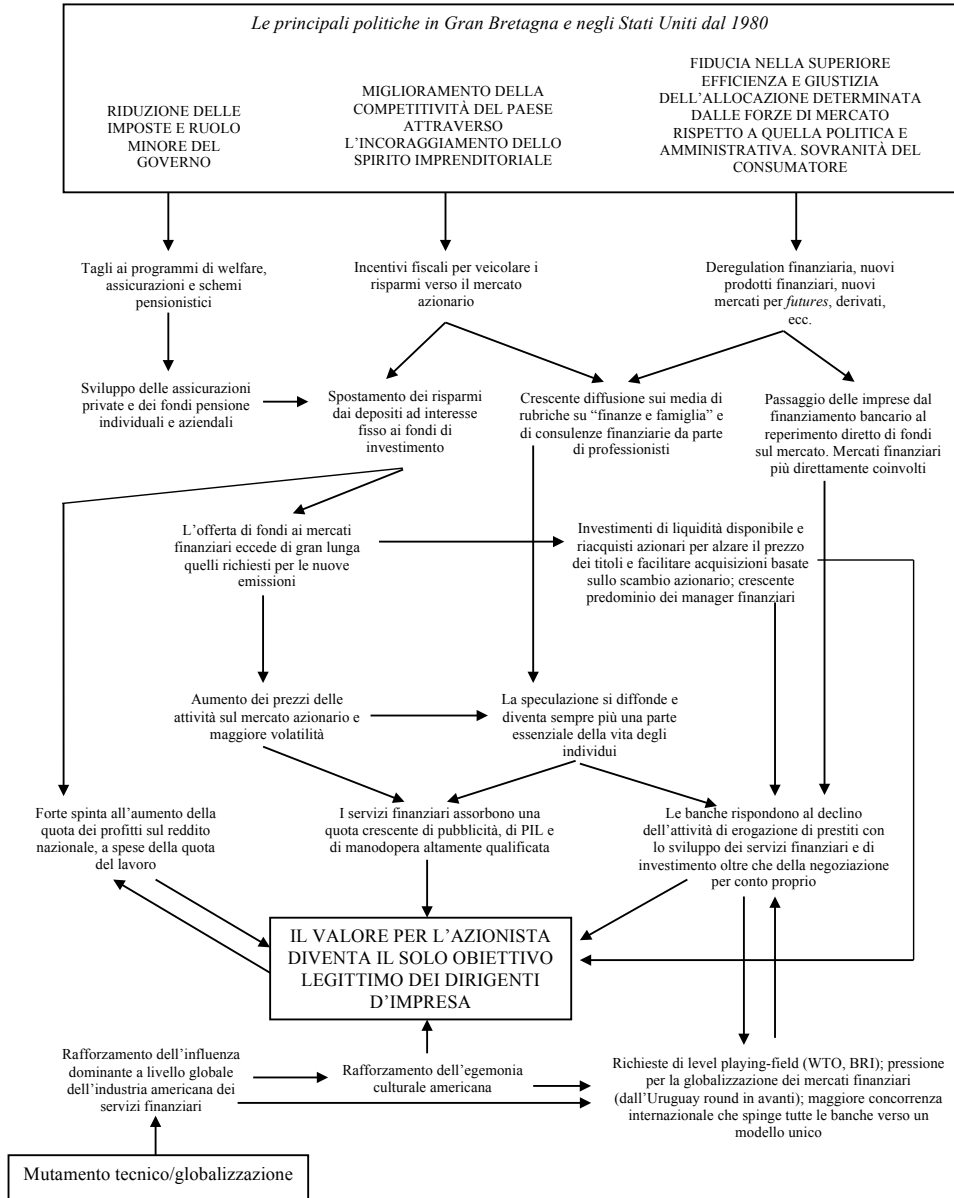 Le principali politiche in Gran Bretagna e negli Stati Uniti dal 1980
RIDUZIONE DELLE
IMPOSTE E RUOLO
MINORE DEL
GOVERNO
MIGLIORAMENTO DELLA
COMPETITIVITÀ DEL PAESE
ATTRAVERSO
L’INCORAGGIAMENTO DELLO
SPIRITO IMPRENDITORIALE
FIDUCIA NELLA SUPERIORE
EFFICIENZA E GIUSTIZIA
DELL’ALLOCAZIONE DETERMINATA
DALLE FORZE DI MERCATO
RISPETTO A QUELLA POLITICA E
AMMINISTRATIVA. SOVRANITÀ DEL
CONSUMATORE
Tagli ai programmi di welfare,
assicurazioni e schemi
pensionistici
Incentivi fiscali per veicolare i
risparmi verso il mercato
azionario
Deregulation finanziaria, nuovi
prodotti finanziari, nuovi
mercati per futures, derivati,
ecc.
Sviluppo delle assicurazioni
private e dei fondi pensione
individuali e aziendali
Spostamento dei risparmi
dai depositi ad interesse
fisso ai fondi di
investimento
Crescente diffusione sui media di
rubriche su “finanze e famiglia” e
di consulenze finanziarie da parte
di professionisti
Passaggio delle imprese dal
finanziamento bancario al
reperimento diretto di fondi
sul mercato. Mercati finanziari
più direttamente coinvolti
L’offerta di fondi ai mercati
finanziari eccede di gran lunga
quelli richiesti per le nuove
emissioni
Investimenti di liquidità disponibile e
riacquisti azionari per alzare il prezzo
dei titoli e facilitare acquisizioni basate
sullo scambio azionario; crescente
predominio dei manager finanziari
Aumento dei prezzi delle
attività sul mercato azionario e
maggiore volatilità
La speculazione si diffonde e
diventa sempre più una parte
essenziale della vita degli
individui
Forte spinta all’aumento della
quota dei profitti sul reddito
nazionale, a spese della quota
del lavoro
I servizi finanziari assorbono una
quota crescente di pubblicità, di PIL e
di manodopera altamente qualificata
Le banche rispondono al declino
dell’attività di erogazione di prestiti con
lo sviluppo dei servizi finanziari e di
investimento oltre che della negoziazione
per conto proprio
IL VALORE PER L’AZIONISTA
DIVENTA IL SOLO OBIETTIVO
LEGITTIMO DEI DIRIGENTI
D’IMPRESA
Rafforzamento dell’influenza
dominante a livello globale
dell’industria americana dei
servizi finanziari
Rafforzamento dell’egemonia
culturale americana
Richieste di level playing-field (WTO, BRI); pressione
per la globalizzazione dei mercati finanziari
(dall’Uruguay round in avanti); maggiore concorrenza
internazionale che spinge tutte le banche verso un
modello unico
Mutamento tecnico/globalizzazione